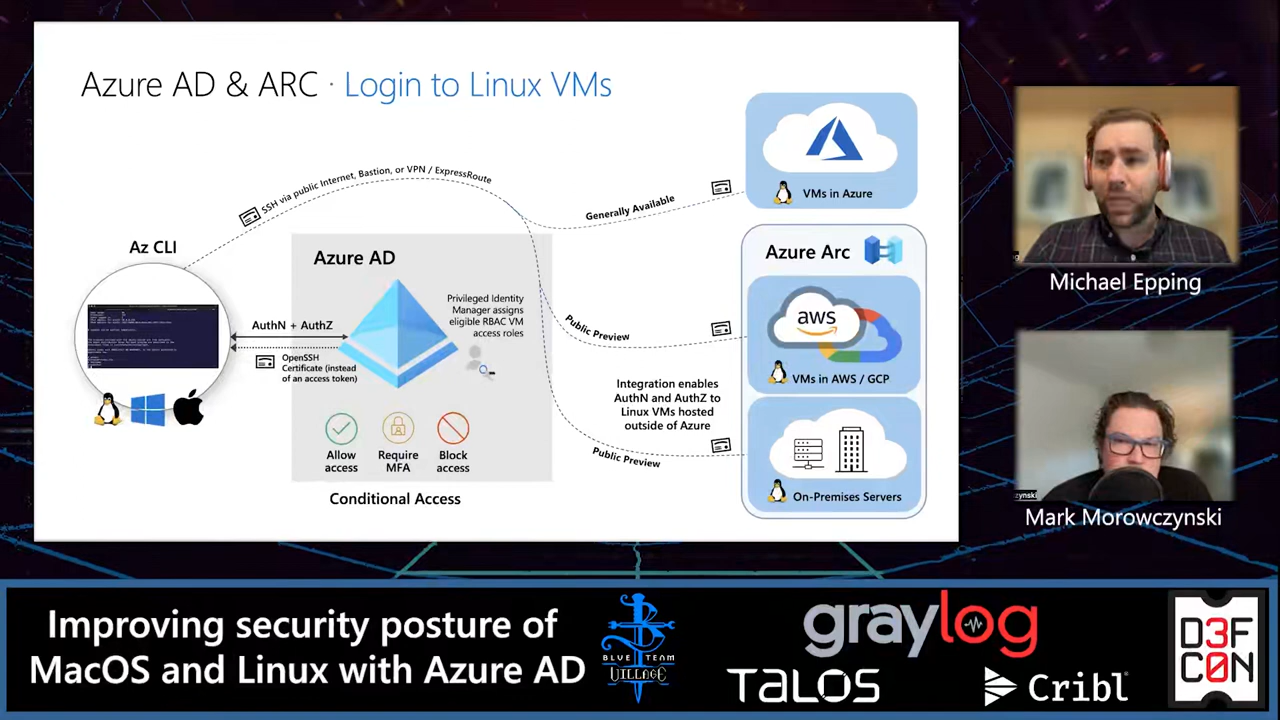 Azure AD & ARC · Login to Linux VMs
SSH via public Internet, Bastion, or VPN / ExpressRoute
Generally Available
VMs in Azure
Az CLI
Azure AD
Privileged Identity
Manager assigns
eligible RBAC VM
access roles
AuthN + AuthZ
OpenSSH
Certificate (instead
of an access token)
Allow
access
Require
MFA
Block
access
Conditional Access
Public Preview
Integration enables
AuthN and AuthZ to
Linux VMs hosted
outside of Azure
Public Preview
Azure Arc
aws
VMs in AWS / GCP
On-Premises Servers
Michael Epping
zynski
Mark Morowczynski
Improving security posture of
MacOS and Linux with Azure AD
BLUE TEAM
VILLAGE
graylog
TALOS
Cribl
D3F
C0N